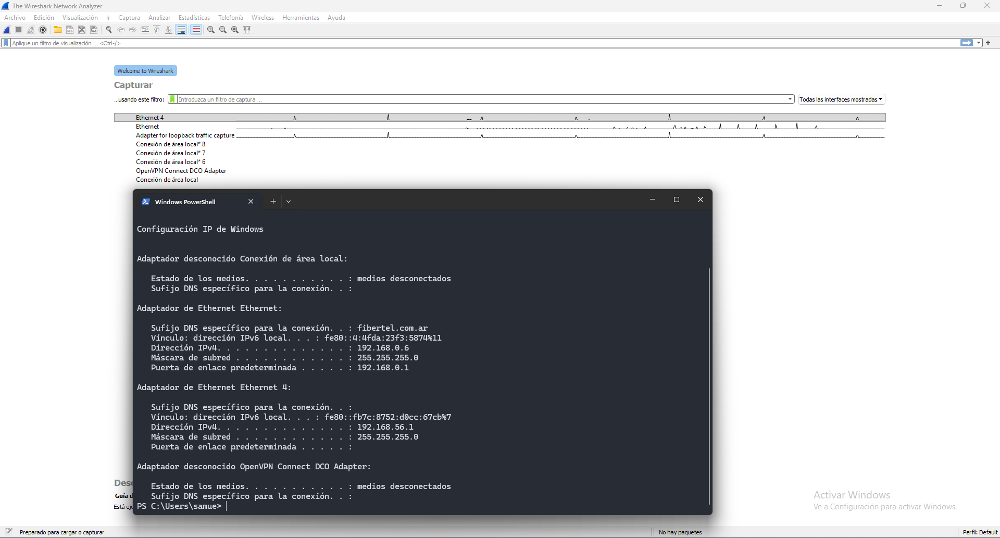 The Wireshark Network Analyzer
Archivo Edición Visualización Ir Captura Analizar Estadísticas Telefonía Wireless Herramientas Ayuda
Aplique un filtro de visualización ... <Ctrl-/>
Welcome to Wireshark
Capturar
...usando este filtro: Introduzca un filtro de captura ... Todas las interfaces mostradas
Ethernet 4
Ethernet
Adapter for loopback traffic capture
Conexión de área local* 8
Conexión de área local* 7
Conexión de área local* 6
OpenVPN Connect DCO Adapter
Conexión de área local
Windows PowerShell
Configuración IP de Windows
Adaptador desconocido Conexión de área local:
Estado de los medios. . . . . . . . . . . : medios desconectados
Sufijo DNS específico para la conexión. . :
Adaptador de Ethernet Ethernet:
Sufijo DNS específico para la conexión. . : fibertel.com.ar
Vínculo: dirección IPv6 local. . . : fe80::4:4fda:23f3:5874%11
Dirección IPv4. . . . . . . . . . . . . . : 192.168.0.6
Máscara de subred . . . . . . . . . . . . : 255.255.255.0
Puerta de enlace predeterminada . . . . . : 192.168.0.1
Adaptador de Ethernet Ethernet 4:
Sufijo DNS específico para la conexión. . :
Vínculo: dirección IPv6 local. . . : fe80::fb7c:8752:d0cc:67cb%7
Dirección IPv4. . . . . . . . . . . . . . : 192.168.56.1
Máscara de subred . . . . . . . . . . . . : 255.255.255.0
Puerta de enlace predeterminada . . . . . :
Adaptador desconocido OpenVPN Connect DCO Adapter:
Estado de los medios. . . . . . . . . . . : medios desconectados
Sufijo DNS específico para la conexión. . :
PS C:\Users\samue>
Des
Guía d
Está eje
Activar Windows
Ve a Configuración para activar Windows.
Preparado para cargar o capturar No hay paquetes Perfil: Default